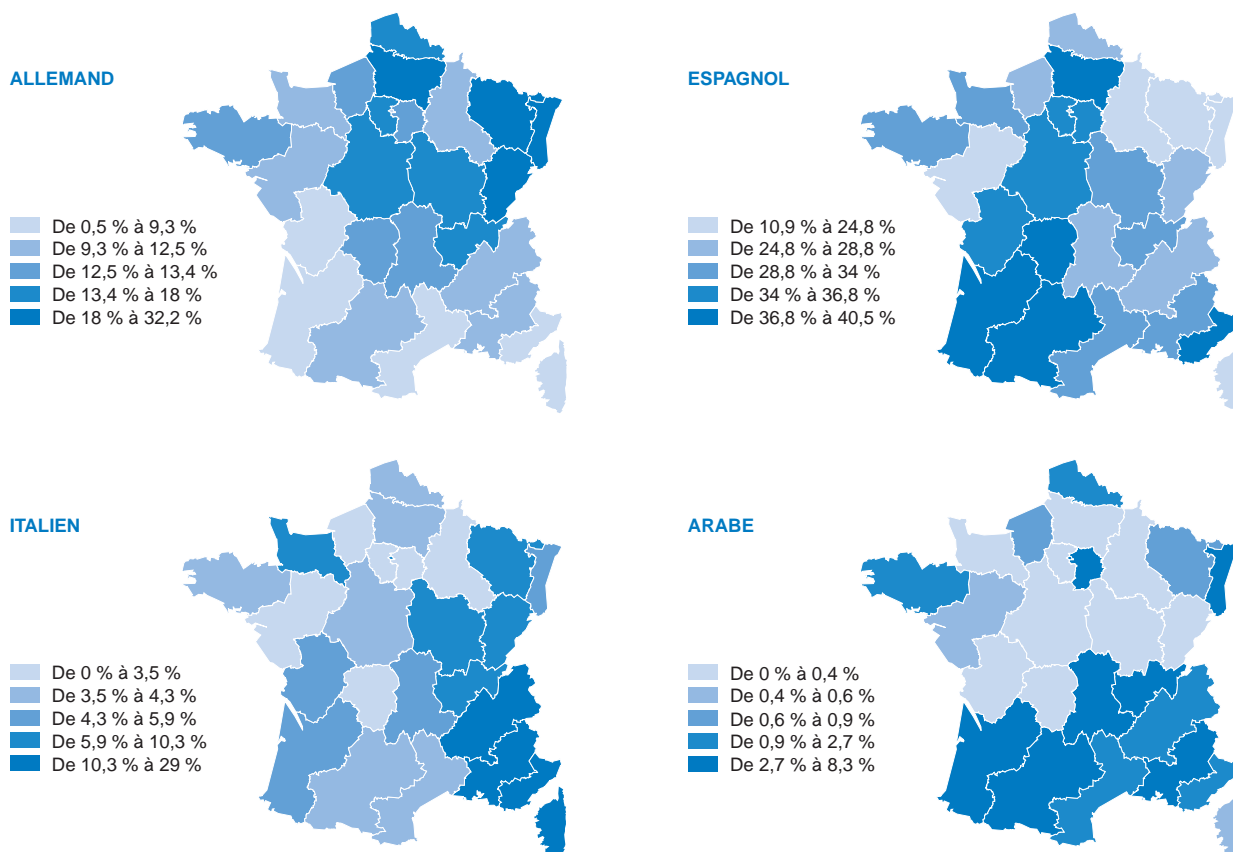 ALLEMAND
De 0,5 % à 9,3 %
De 9,3 % à 12,5 %
De 12,5 % à 13,4 %
De 13,4 % à 18 %
De 18 % à 32,2 %
ESPAGNOL
De 10,9 % à 24,8 %
De 24,8 % à 28,8 %
De 28,8 % à 34 %
De 34 % à 36,8 %
De 36,8 % à 40,5 %
ITALIEN
De 0 % à 3,5 %
De 3,5 % à 4,3 %
De 4,3 % à 5,9 %
De 5,9 % à 10,3 %
De 10,3 % à 29 %
ARABE
De 0 % à 0,4 %
De 0,4 % à 0,6 %
De 0,6 % à 0,9 %
De 0,9 % à 2,7 %
De 2,7 % à 8,3 %